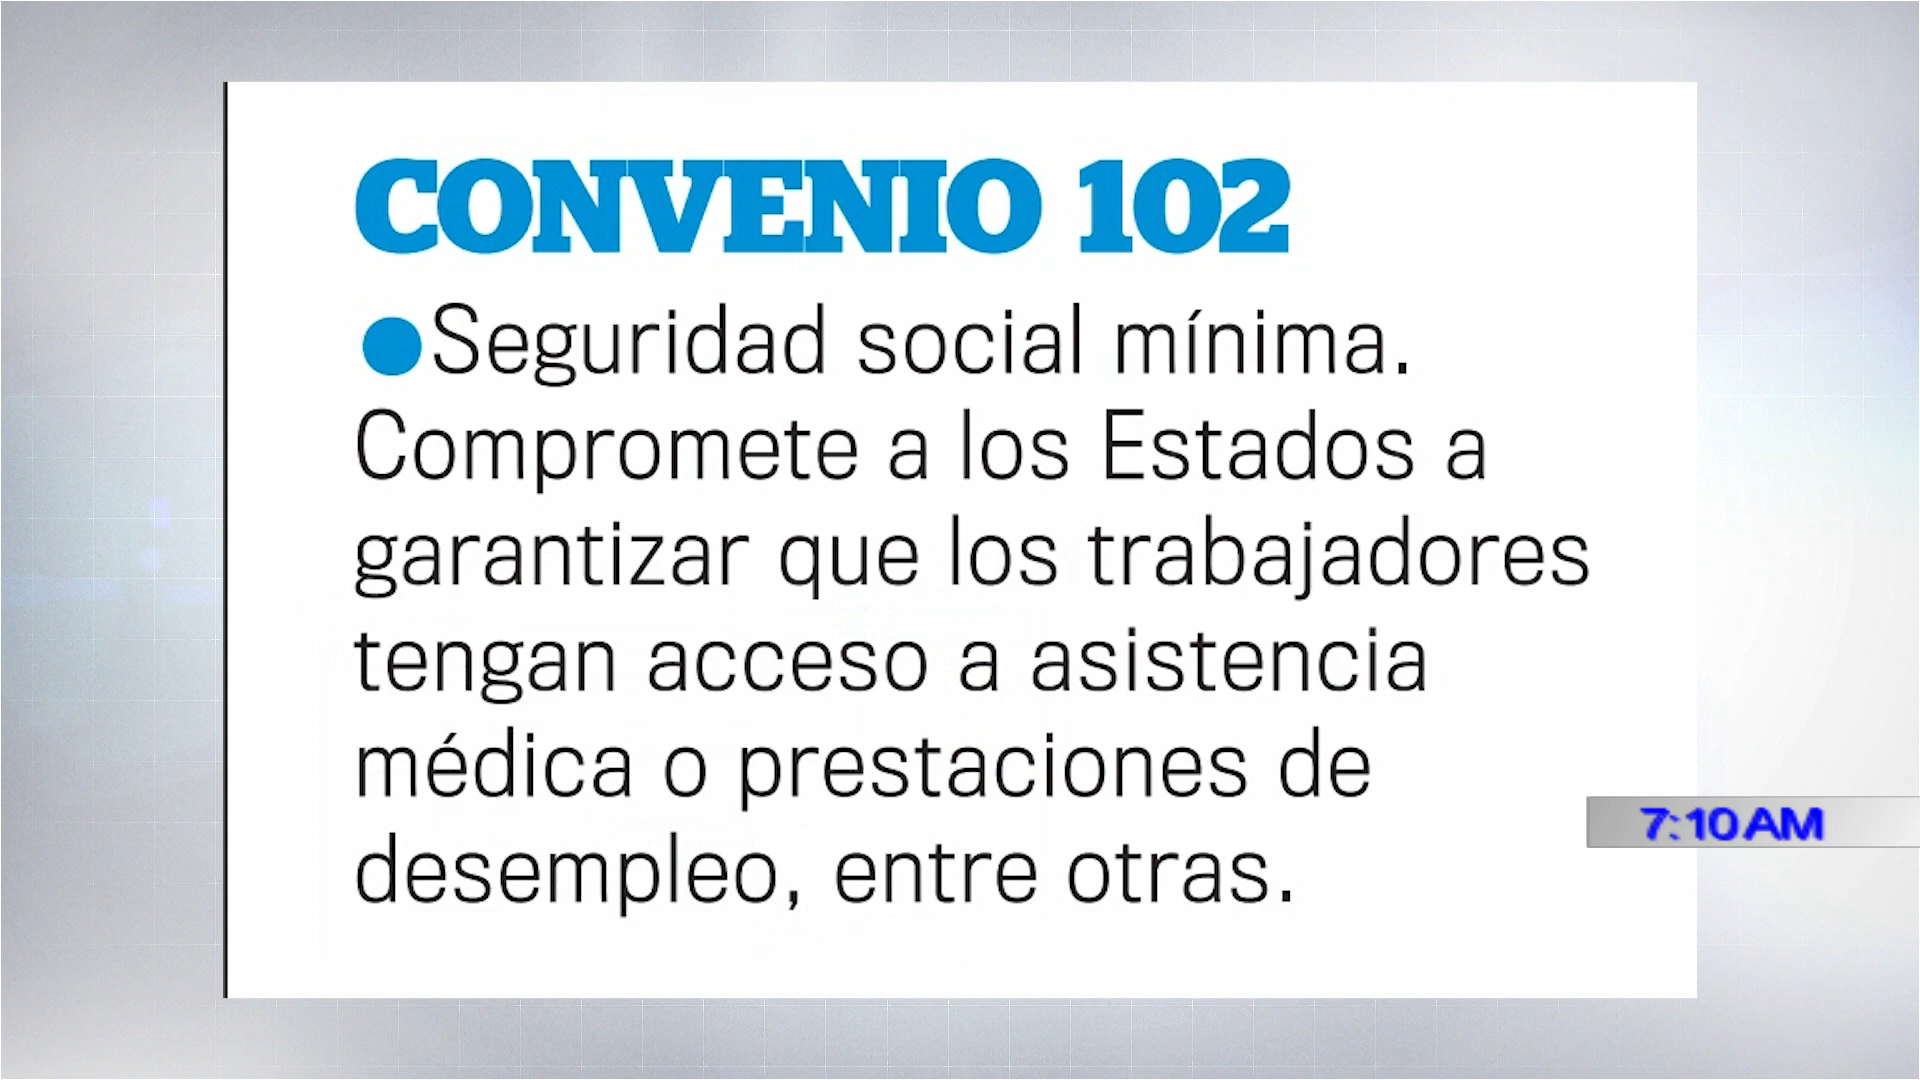 CONVENIO 102
●Seguridad social mínima.
Compromete a los Estados a
garantizar que los trabajadores
tengan acceso a asistencia
médica o prestaciones de
desempleo, entre otras.
7:10 AM